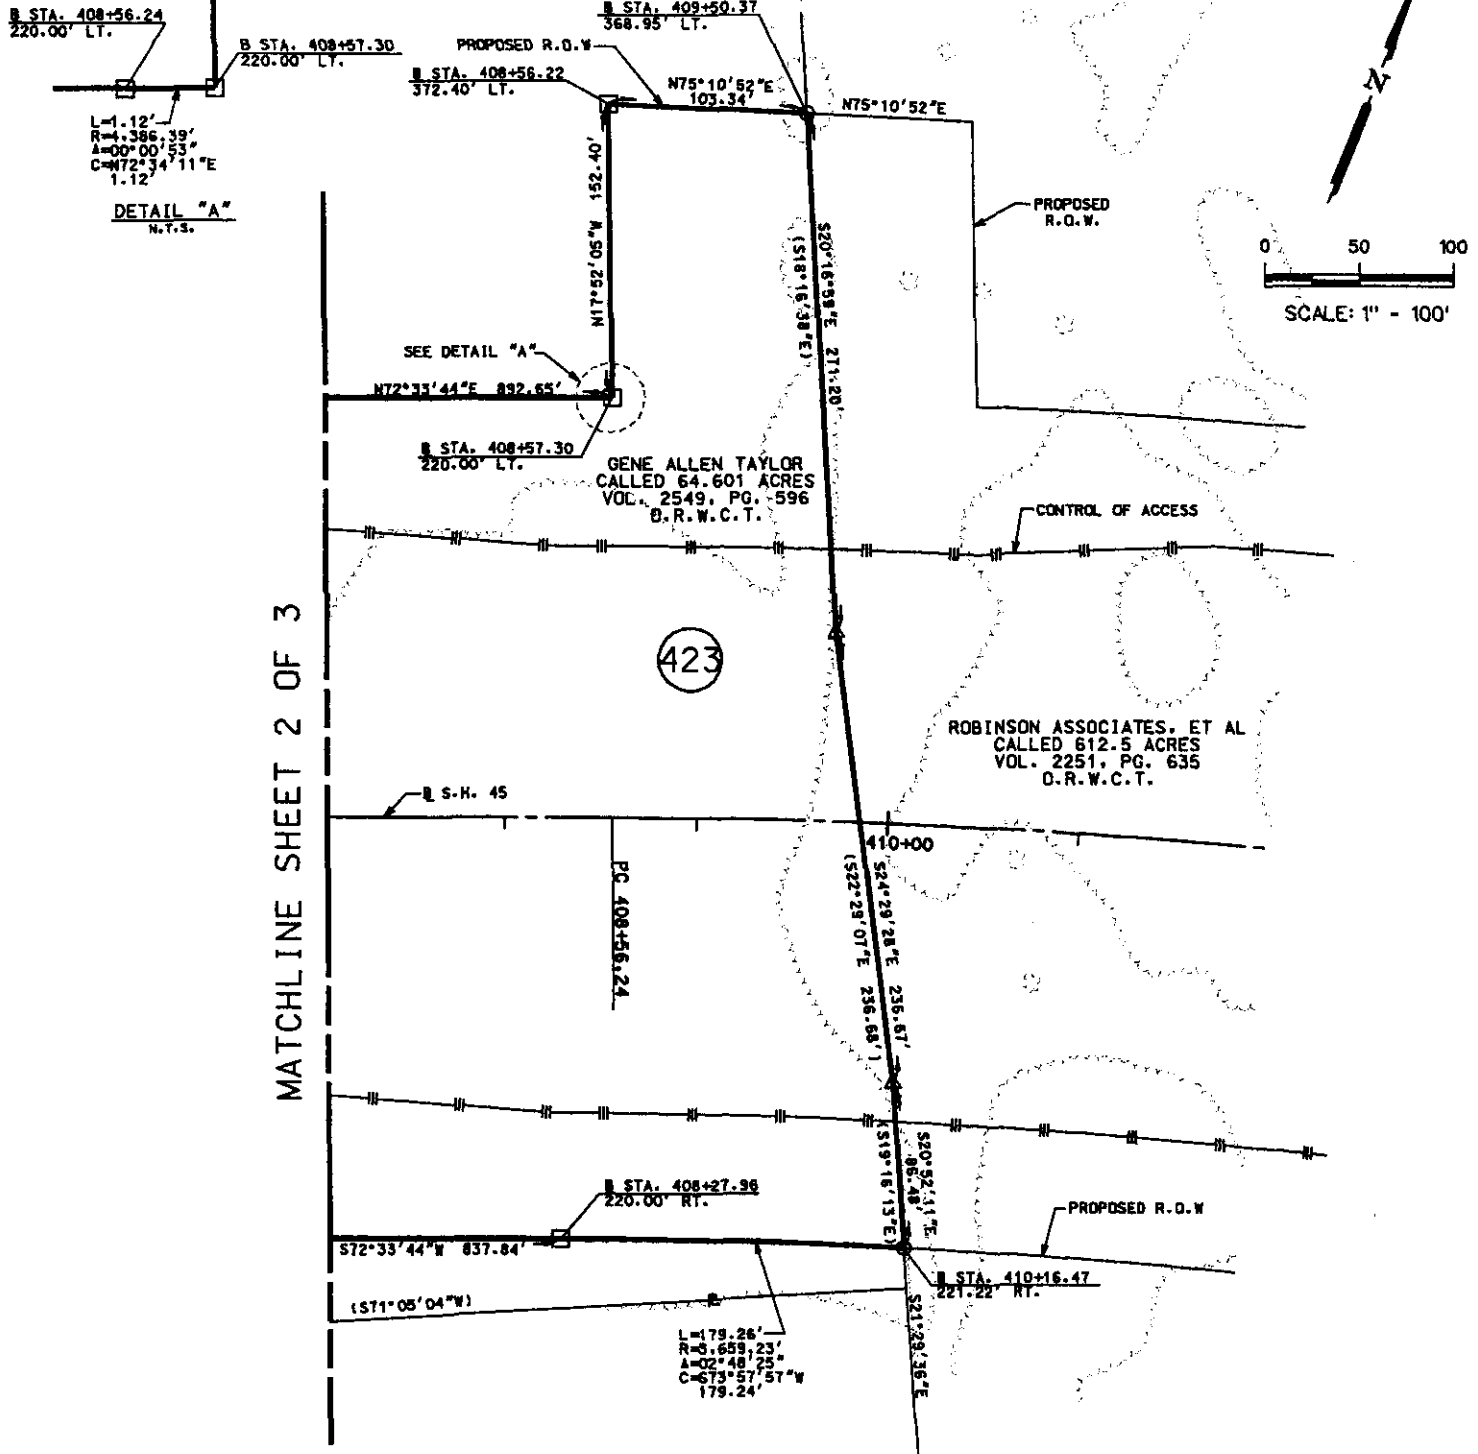 B STA. 408+56.24
220.00' LT.
B STA. 408+57.30
220.00' LT.
L=1.12'
R=4,386.39'
Δ=00°00'53"
C=N72°34'11"E
1.12'
DETAIL "A"
N.T.S.
B STA. 409+50.37
368.95' LT.
PROPOSED R.O.W
B STA. 408+56.22
372.40' LT.
N75°10'52"E
103.34'
N75°10'52"E
N
PROPOSED
R.O.W.
0 50 100
SCALE: 1" - 100'
N17°52'05"W 152.40'
S20°16'59"E 271.20'
(S18°16'38"E)
SEE DETAIL "A"
N72°33'44"E 892.65'
B STA. 408+57.30
220.00' LT.
GENE ALLEN TAYLOR
CALLED 64.601 ACRES
VOL. 2549, PG. 596
O.R.W.C.T.
CONTROL OF ACCESS
MATCHLINE SHEET 2 OF 3
423
ROBINSON ASSOCIATES, ET AL
CALLED 612.5 ACRES
VOL. 2251, PG. 635
O.R.W.C.T.
B S.H. 45
410+00
PC 408+56.24
S24°29'28"E 236.67'
(S22°29'07"E 236.68')
S20°52'11"E
86.48'
(S19°16'13"E)
B STA. 408+27.96
220.00' RT.
PROPOSED R.O.W
S72°33'44"W 837.84'
B STA. 410+16.47
221.22' RT.
(S71°05'04"W)
L=179.26'
R=3,659.23'
Δ=02°48'25"
C=S73°57'57"W
179.24'
S21°29'36"E